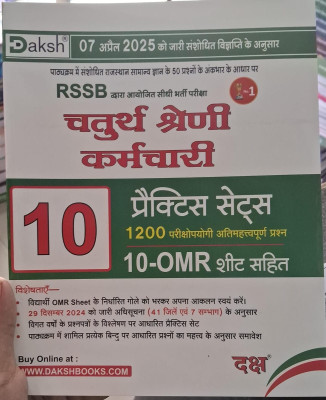 Daksh®
07 अप्रैल 2025 को जारी संशोधित विज्ञप्ति के अनुसार
पाठ्यक्रम में संशोधित राजस्थान सामान्य ज्ञान के 50 प्रश्नों के अंकभार के आधार पर
RSSB द्वारा आयोजित सीधी भर्ती परीक्षा
-1
चतुर्थ श्रेणी
कर्मचारी
10
प्रैक्टिस सेट्स
1200 परीक्षोपयोगी अतिमहत्त्वपूर्ण प्रश्न
10-OMR शीट सहित
विशेषताएँ—
विद्यार्थी OMR Sheet के निर्धारित गोले को भरकर अपना आकलन स्वयं करें।
29 दिसम्बर 2024 को जारी अधिसूचना (41 जिलें एवं 7 सम्भाग) के अनुसार
विगत वर्षों के प्रश्नपत्रों के विश्लेषण पर आधारित प्रैक्टिस सेट
पाठ्यक्रम में शामिल प्रत्येक बिन्दु पर आधारित प्रश्नों का महत्व के अनुसार समावेश
Buy Online at :
WWW.DAKSHBOOKS.COM
दक्ष®